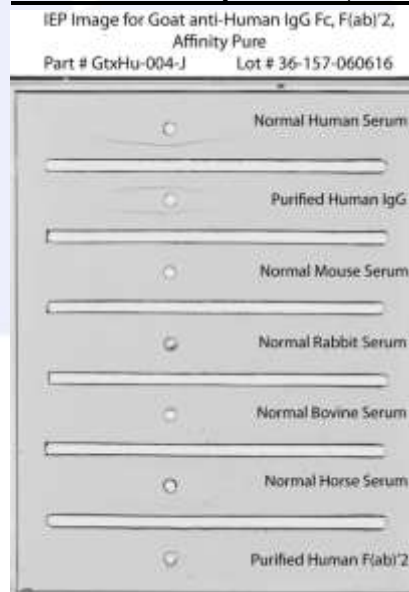 IEP Image for Goat anti-Human IgG Fc, F(ab)'2,
Affinity Pure
Part # GtxHu-004-J Lot # 36-157-060616
Normal Human Serum
Purified Human IgG
Normal Mouse Serum
Normal Rabbit Serum
Normal Bovine Serum
Normal Horse Serum
Purified Human F(ab)'2